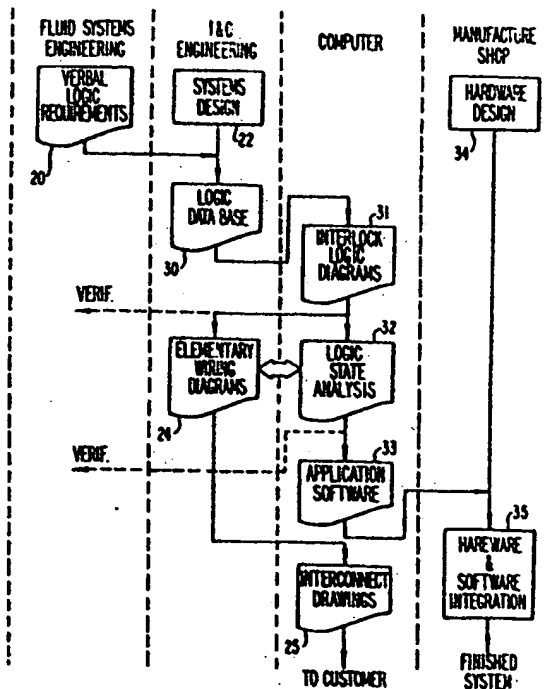 FLUID SYSTEMS
ENGINEERING
I&C
ENGINEERING
COMPUTER
MANUFACTURE
SHOP
VERBAL
LOGIC
REQUIREMENTS
20
SYSTEMS
DESIGN
22
HARDWARE
DESIGN
34
LOGIC
DATA BASE
30
31
INTERLOCK
LOGIC
DIAGRAMS
VERIF.
ELEMENTARY
WIRING
DIAGRAMS
24
32
LOGIC
STATE
ANALYSIS
VERIF.
33
APPLICATION
SOFTWARE
35
HAREWARE
&
SOFTWARE
INTEGRATION
INTERCONNECT
DRAWINGS
25
TO CUSTOMER
FINISHED
SYSTEM